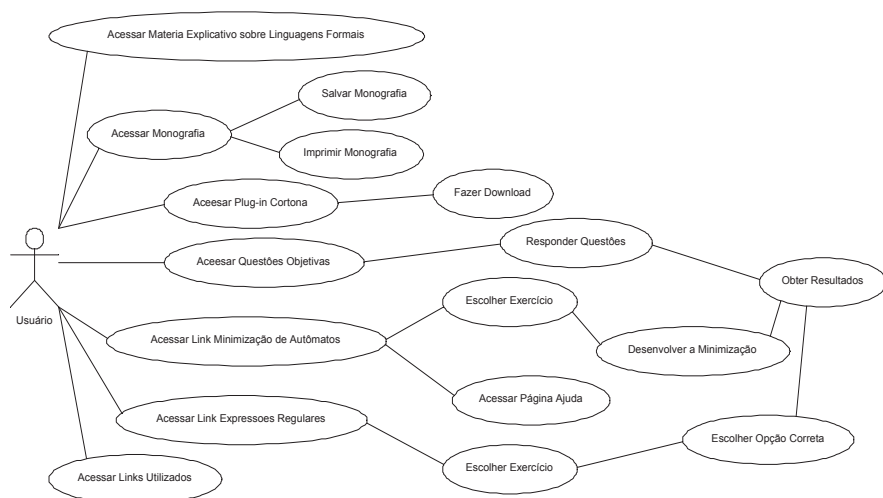 Acessar Materia Explicativo sobre Linguagens Formais
Salvar Monografia
Acessar Monografia
Imprimir Monografia
Aceesar Plug-in Cortona
Fazer Download
Responder Questões
Aceesar Questões Objetivas
Obter Resultados
Usuário
Escolher Exercício
Acessar Link Minimização de Autômatos
Desenvolver a Minimização
Acessar Página Ajuda
Acessar Link Expressoes Regulares
Escolher Opção Correta
Escolher Exercício
Acessar Links Utilizados